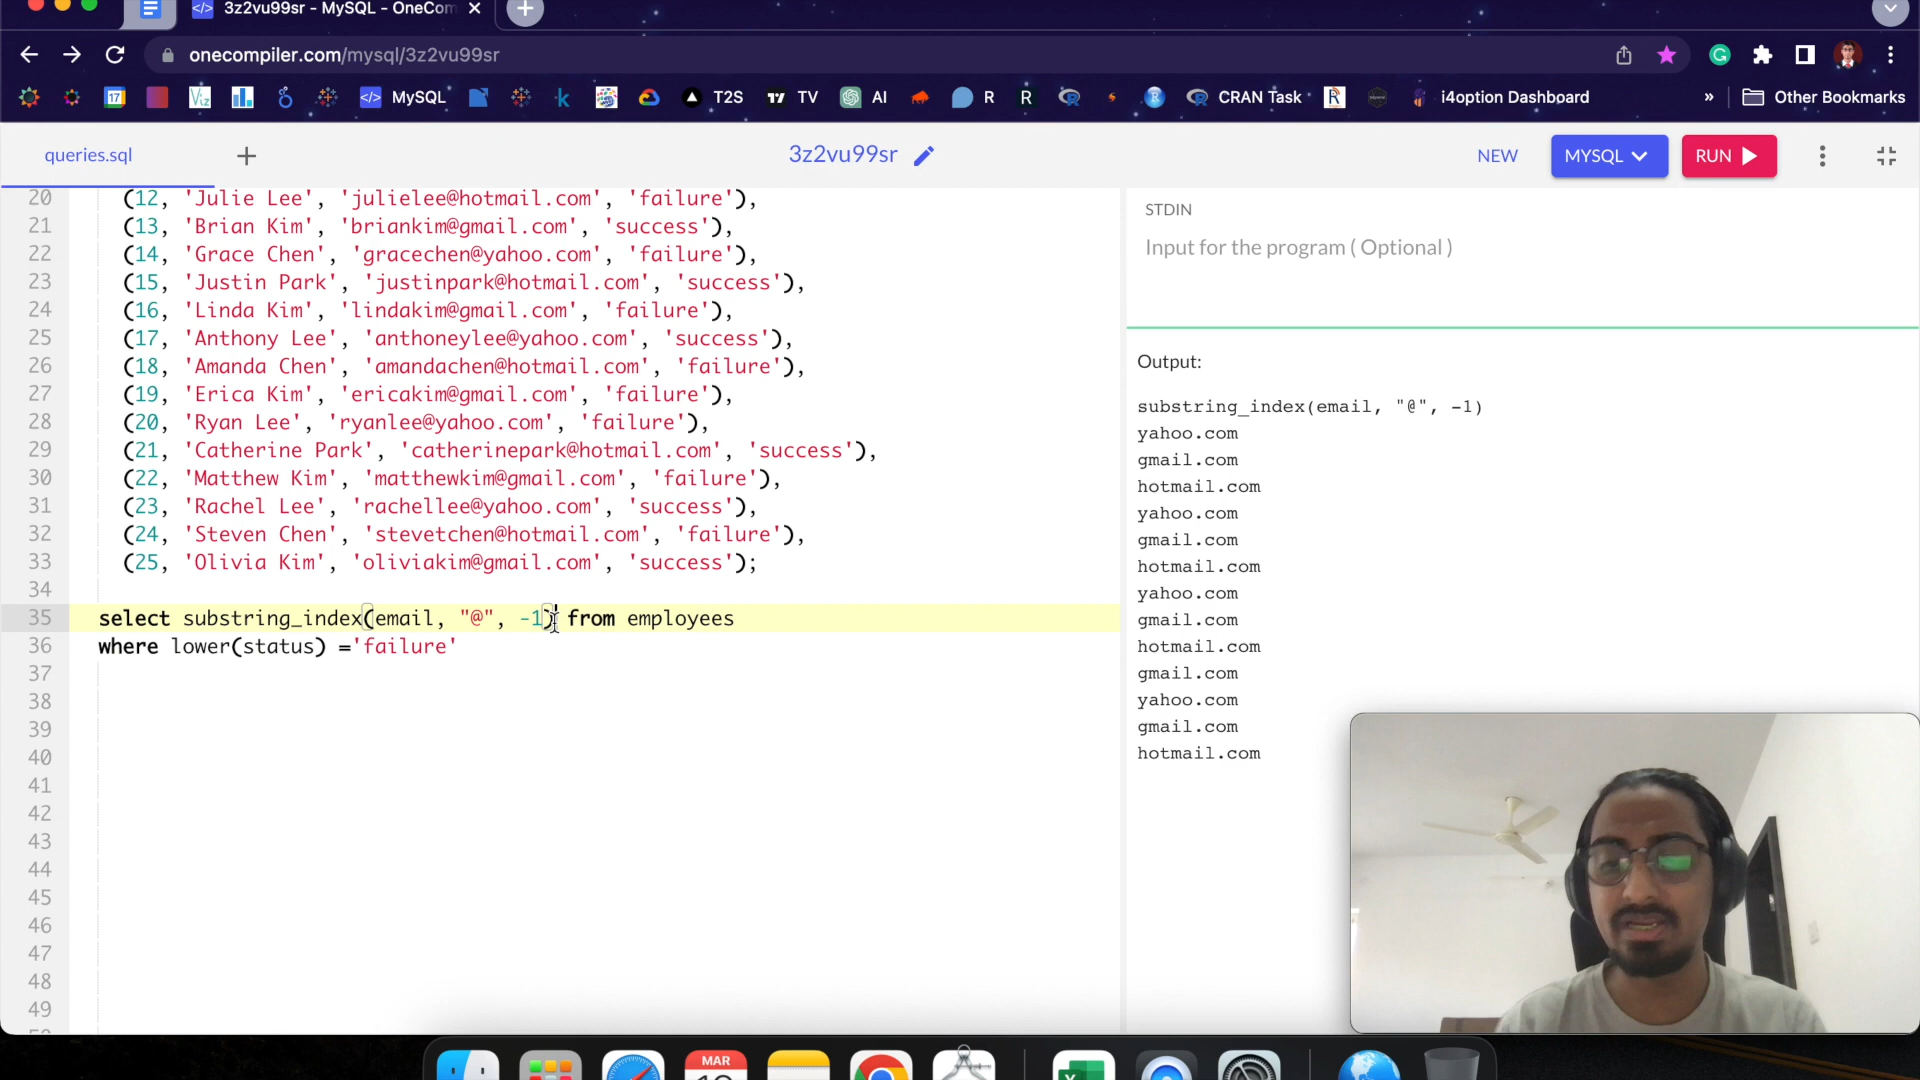 3z2vu99sr - MySQL - OneCom
onecompiler.com/mysql/3z2vu99sr
17
MySQL
T2S
TV
AI
R
R
CRAN Task
R
i4option Dashboard
»
Other Bookmarks
queries.sql
3z2vu99sr
NEW
MYSQL
RUN
20 (12, 'Julie Lee', 'julielee@hotmail.com', 'failure'),
21 (13, 'Brian Kim', 'briankim@gmail.com', 'success'),
22 (14, 'Grace Chen', 'gracechen@yahoo.com', 'failure'),
23 (15, 'Justin Park', 'justinpark@hotmail.com', 'success'),
24 (16, 'Linda Kim', 'lindakim@gmail.com', 'failure'),
25 (17, 'Anthony Lee', 'anthoneylee@yahoo.com', 'success'),
26 (18, 'Amanda Chen', 'amandachen@hotmail.com', 'failure'),
27 (19, 'Erica Kim', 'ericakim@gmail.com', 'failure'),
28 (20, 'Ryan Lee', 'ryanlee@yahoo.com', 'failure'),
29 (21, 'Catherine Park', 'catherinepark@hotmail.com', 'success'),
30 (22, 'Matthew Kim', 'matthewkim@gmail.com', 'failure'),
31 (23, 'Rachel Lee', 'rachellee@yahoo.com', 'success'),
32 (24, 'Steven Chen', 'stevetchen@hotmail.com', 'failure'),
33 (25, 'Olivia Kim', 'oliviakim@gmail.com', 'success');
34
35 select substring_index(email, "@", -1) from employees
36 where lower(status) ='failure'
37
38
39
40
41
42
43
44
45
46
47
48
49
STDIN
Input for the program ( Optional )
Output:
substring_index(email, "@", -1)
yahoo.com
gmail.com
hotmail.com
yahoo.com
gmail.com
hotmail.com
yahoo.com
gmail.com
hotmail.com
gmail.com
yahoo.com
gmail.com
hotmail.com
MAR